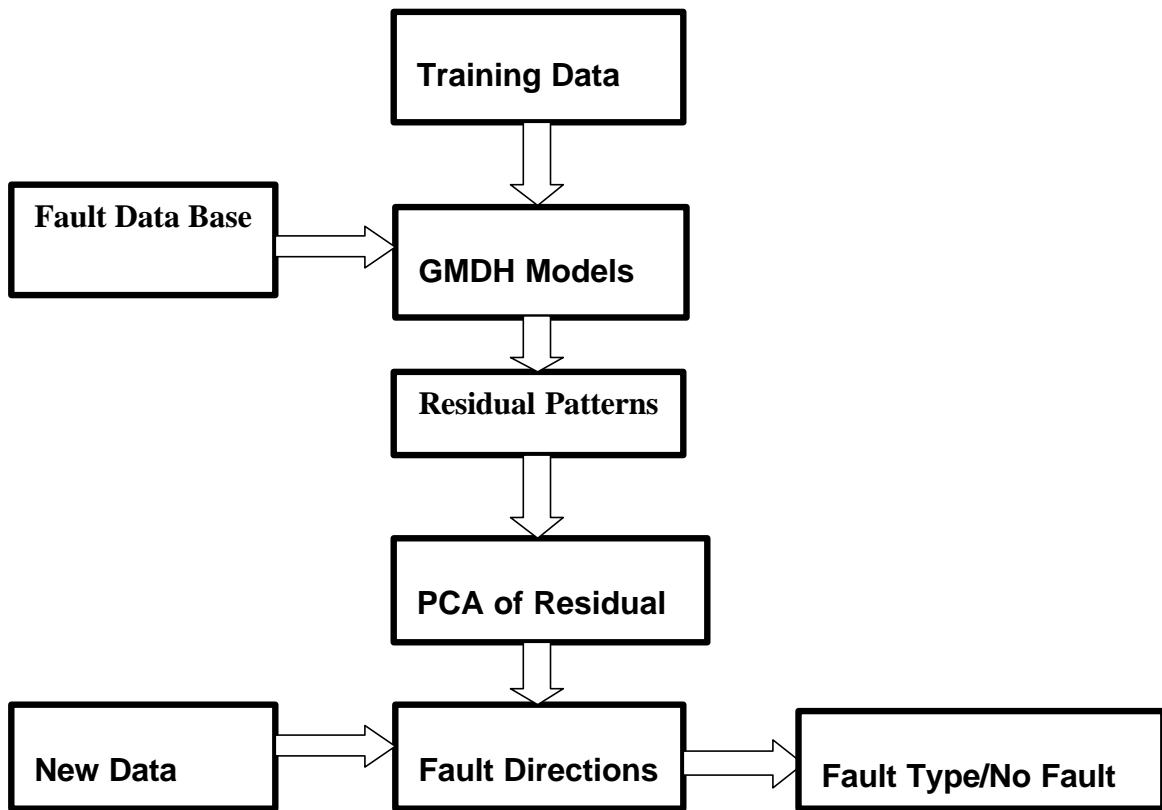 Training Data
Fault Data Base
GMDH Models
Residual Patterns
PCA of Residual
New Data
Fault Directions
Fault Type/No Fault